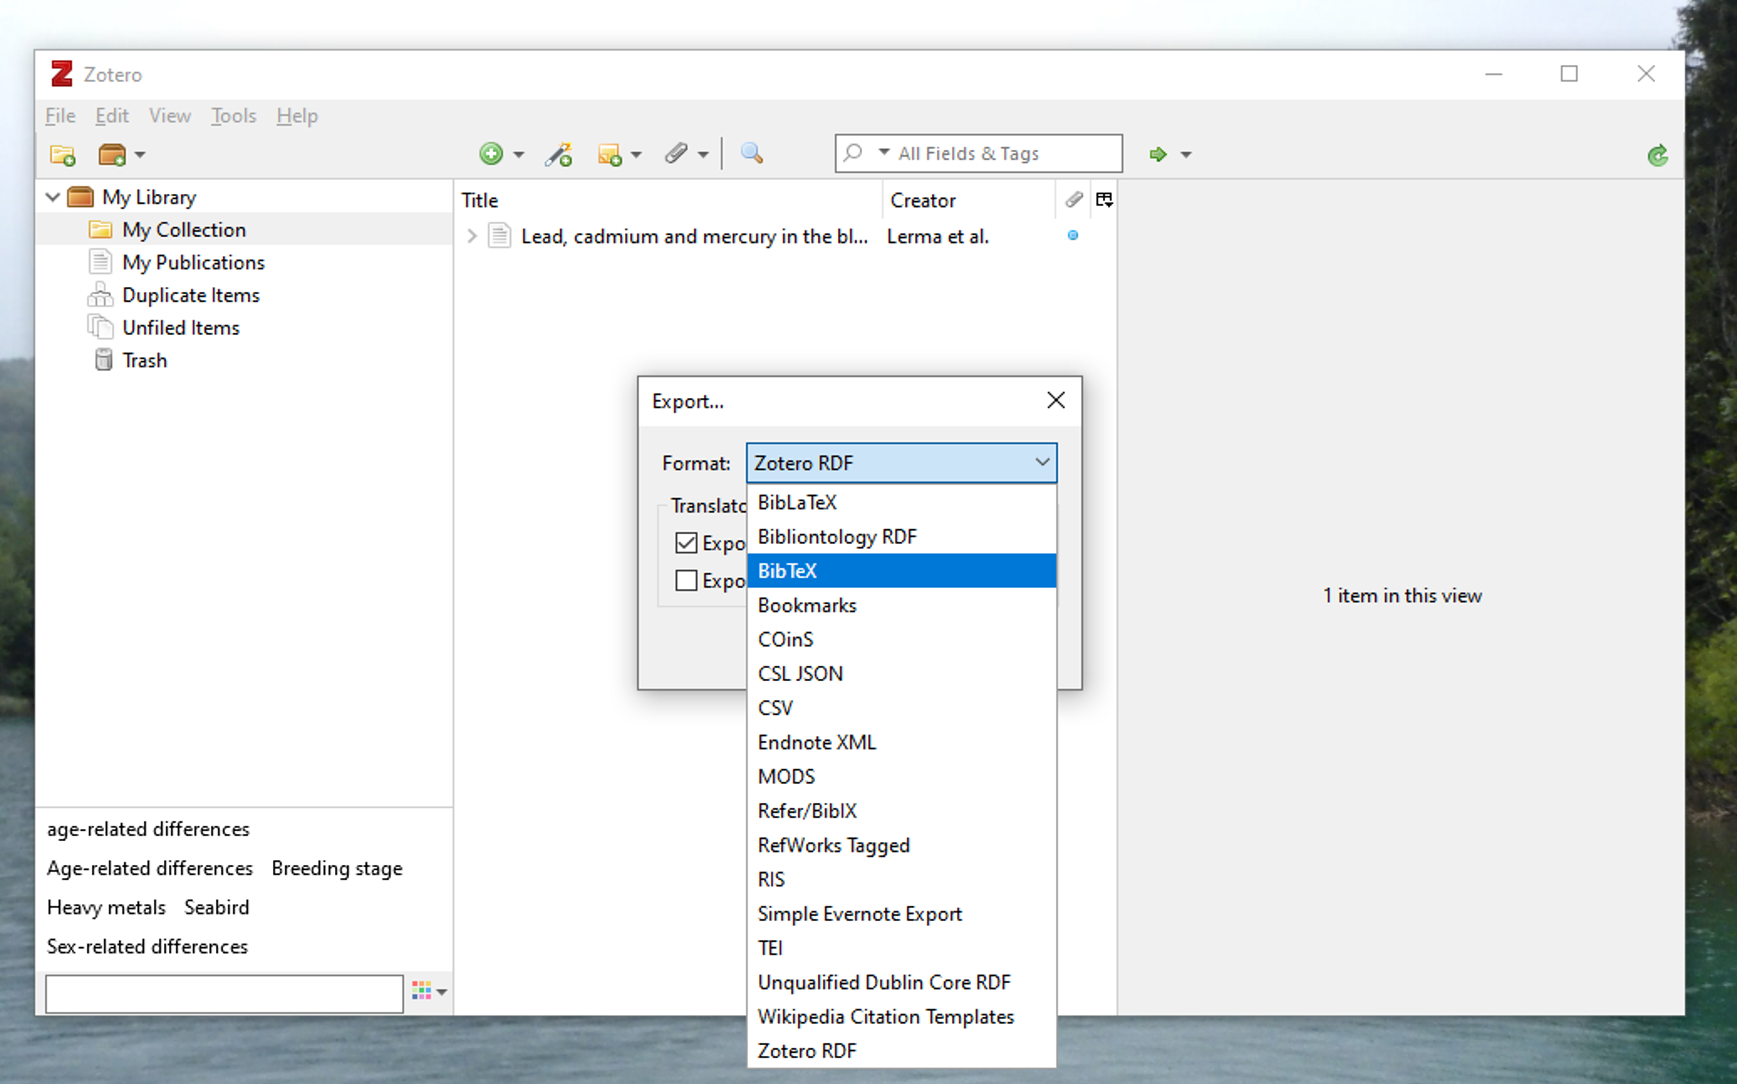 Zotero
File Edit View Tools Help
All Fields & Tags
My Library
My Collection
My Publications
Duplicate Items
Unfiled Items
Trash
Title Creator
Lead, cadmium and mercury in the bl... Lerma et al.
Export...
Format: Zotero RDF
Translato
Expo
Expo
BibLaTeX
Bibliontology RDF
BibTeX
Bookmarks
COinS
CSL JSON
CSV
Endnote XML
MODS
Refer/BibIX
RefWorks Tagged
RIS
Simple Evernote Export
TEI
Unqualified Dublin Core RDF
Wikipedia Citation Templates
Zotero RDF
1 item in this view
age-related differences
Age-related differences Breeding stage
Heavy metals Seabird
Sex-related differences